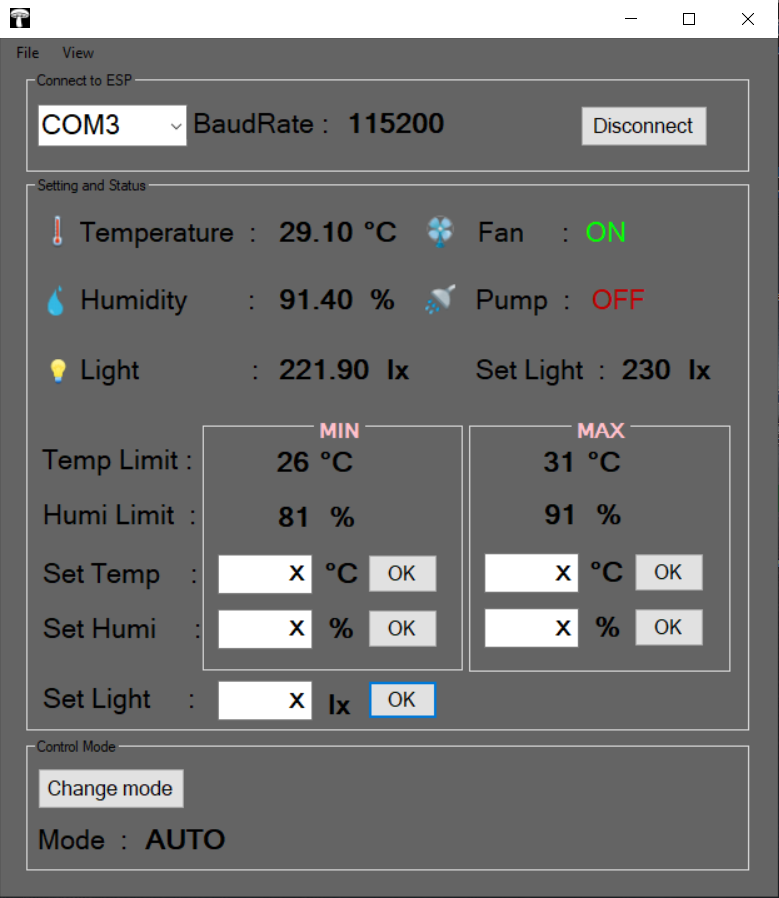 File View
Connect to ESP
COM3 BaudRate : 115200 Disconnect
Setting and Status
Temperature : 29.10 °C Fan : ON
Humidity : 91.40 % Pump : OFF
Light : 221.90 lx Set Light : 230 lx
MIN MAX
Temp Limit : 26 °C 31 °C
Humi Limit : 81 % 91 %
Set Temp : X °C OK X °C OK
Set Humi : X % OK X % OK
Set Light : X lx OK
Control Mode
Change mode
Mode : AUTO